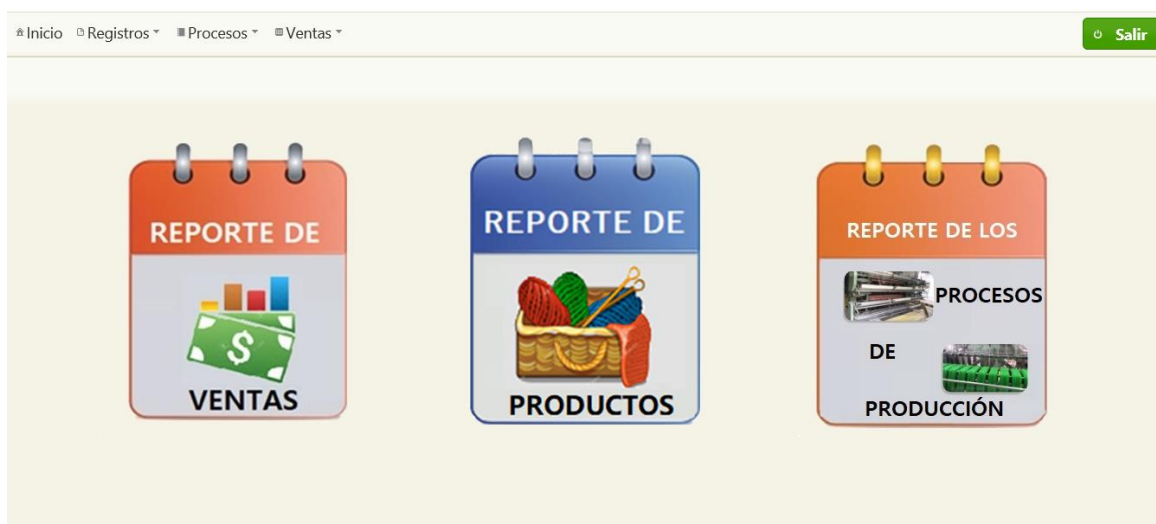 Inicio Registros Procesos Ventas Salir
REPORTE DE
VENTAS
REPORTE DE
PRODUCTOS
REPORTE DE LOS
PROCESOS
DE
PRODUCCIÓN